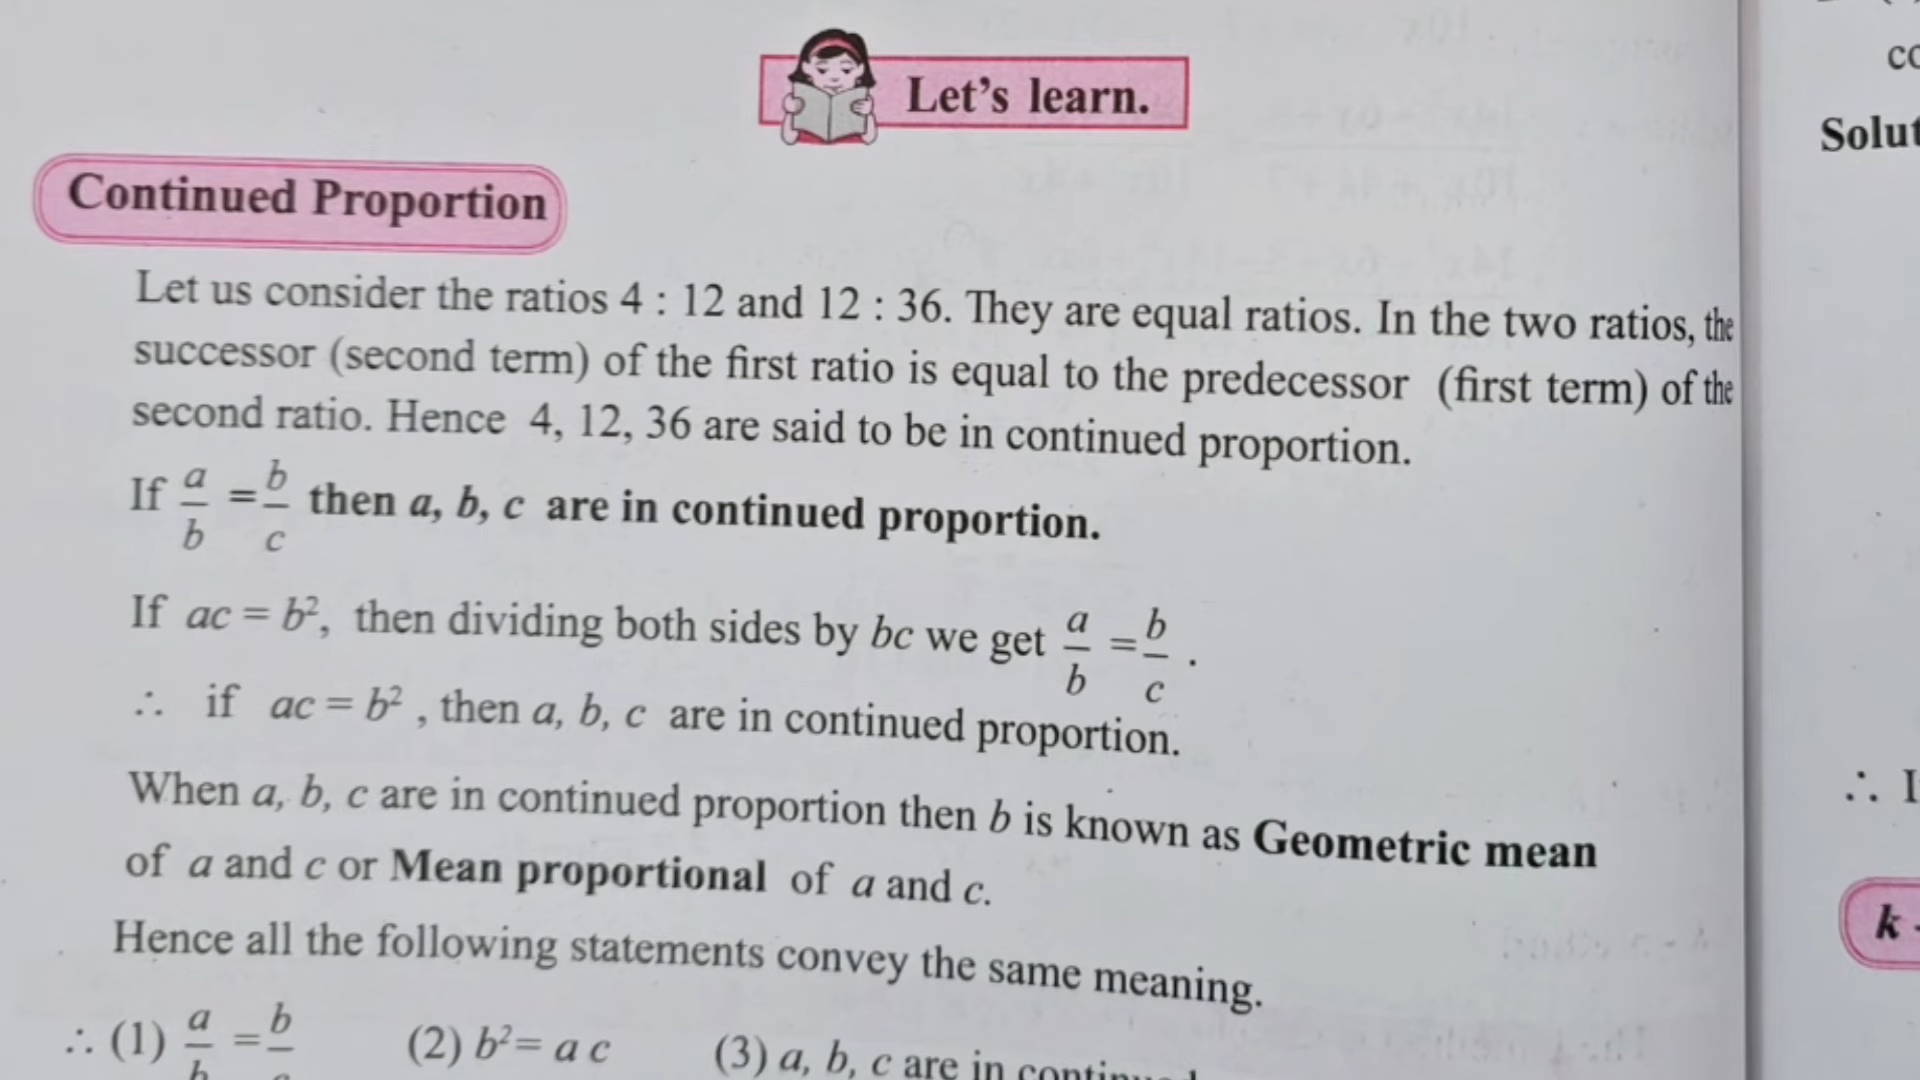 Let's learn.
Continued Proportion
Let us consider the ratios 4 : 12 and 12 : 36. They are equal ratios. In the two ratios, the
successor (second term) of the first ratio is equal to the predecessor (first term) of the
second ratio. Hence 4, 12, 36 are said to be in continued proportion.
If a/b = b/c then a, b, c are in continued proportion.
If ac = b², then dividing both sides by bc we get a/b = b/c .
∴ if ac = b² , then a, b, c are in continued proportion.
When a, b, c are in continued proportion then b is known as Geometric mean
of a and c or Mean proportional of a and c.
Hence all the following statements convey the same meaning.
∴ (1) a/b = b/c (2) b² = a c (3) a, b, c are in continued
Solut
∴ I
k -